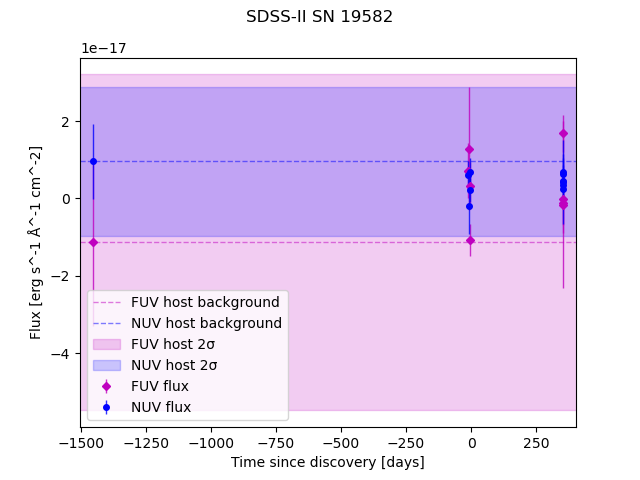 SDSS-II SN 19582
1e−17
2
0
−2
−4
Flux [erg s^-1 Å^-1 cm^-2]
FUV host background
NUV host background
FUV host 2σ
NUV host 2σ
FUV flux
NUV flux
−1500 −1250 −1000 −750 −500 −250 0 250
Time since discovery [days]